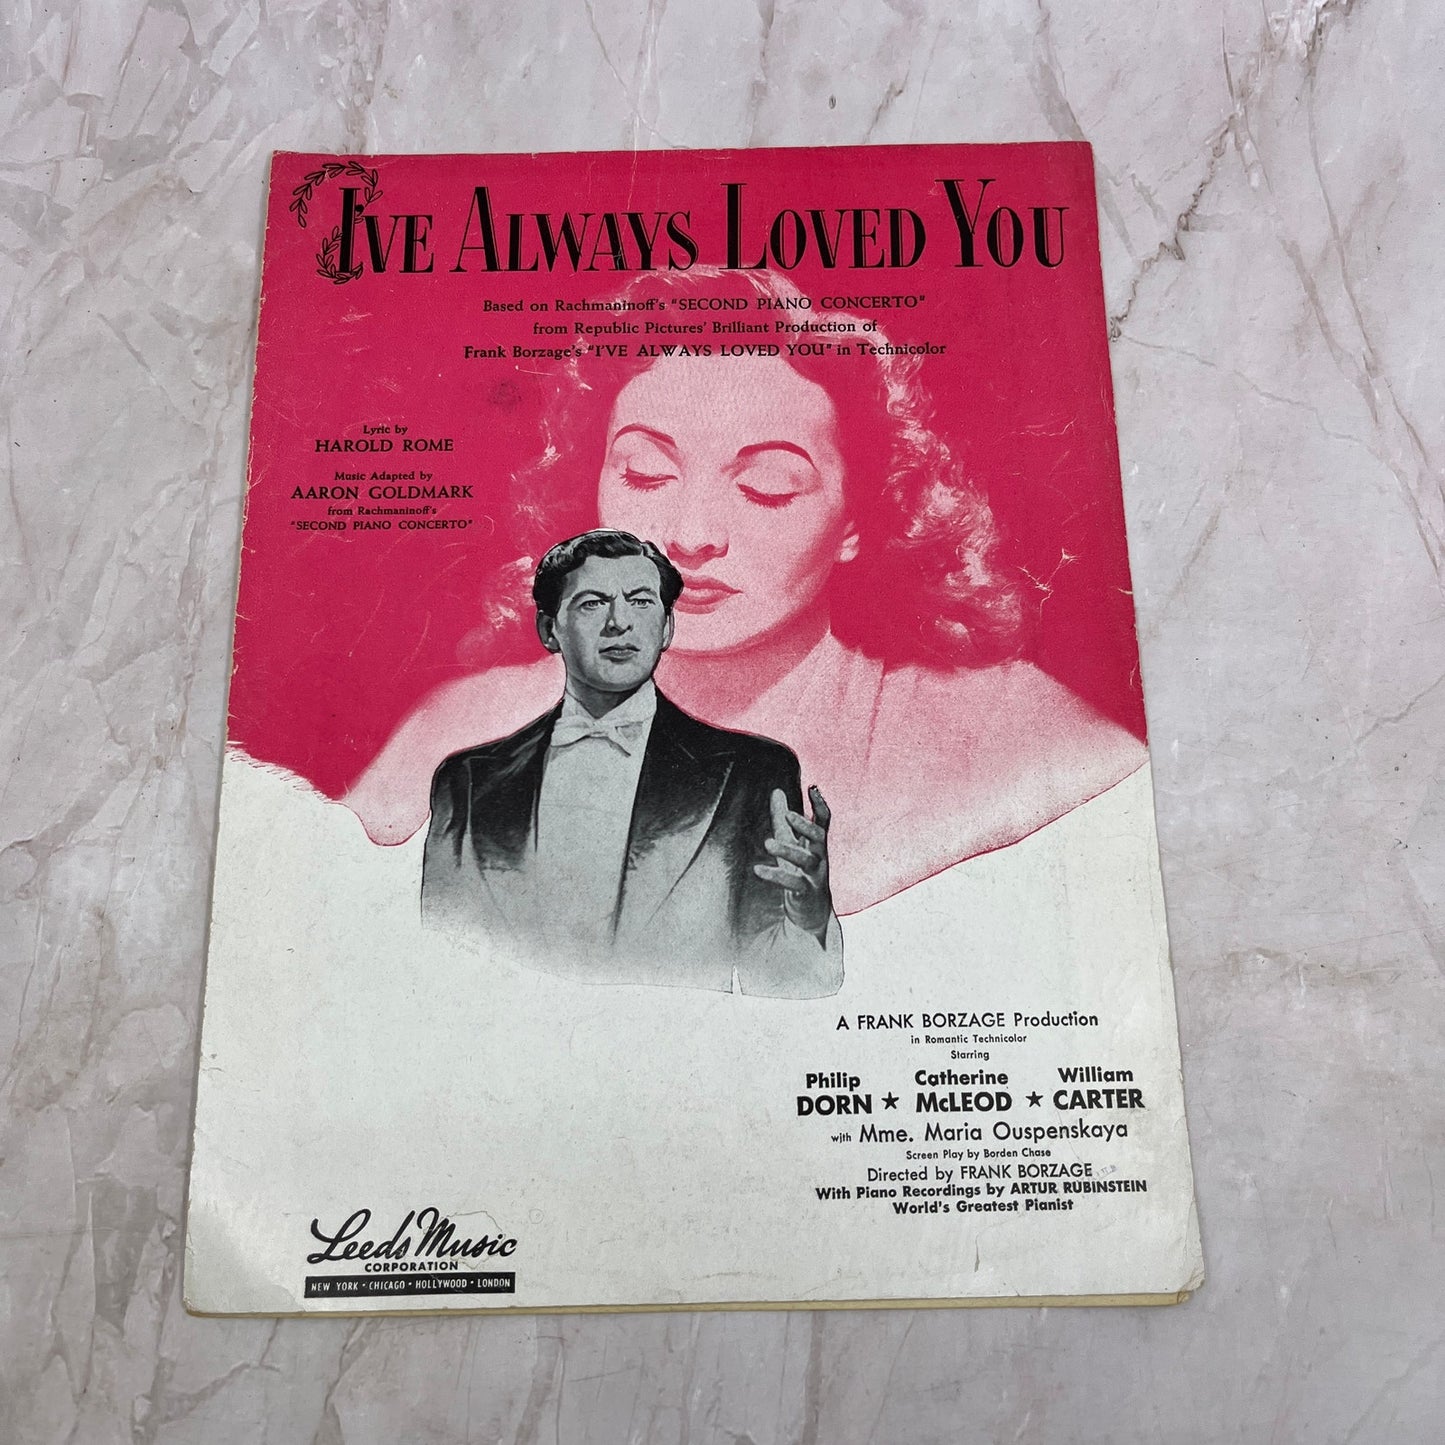 I'VE ALWAYS LOVED YOU
Based on Rachmaninoff's "SECOND PIANO CONCERTO"
from Republic Pictures' Brilliant Production of
Frank Borzage's "I'VE ALWAYS LOVED YOU" in Technicolor
Lyric by
HAROLD ROME
Music Adapted by
AARON GOLDMARK
from Rachmaninoff's
"SECOND PIANO CONCERTO"
A FRANK BORZAGE Production
in Romantic Technicolor
Starring
Philip Catherine William
DORN ★ McLEOD ★ CARTER
with Mme. Maria Ouspenskaya
Screen Play by Borden Chase
Directed by FRANK BORZAGE
With Piano Recordings by ARTUR RUBINSTEIN
World's Greatest Pianist
Leeds Music
CORPORATION
NEW YORK • CHICAGO • HOLLYWOOD • LONDON